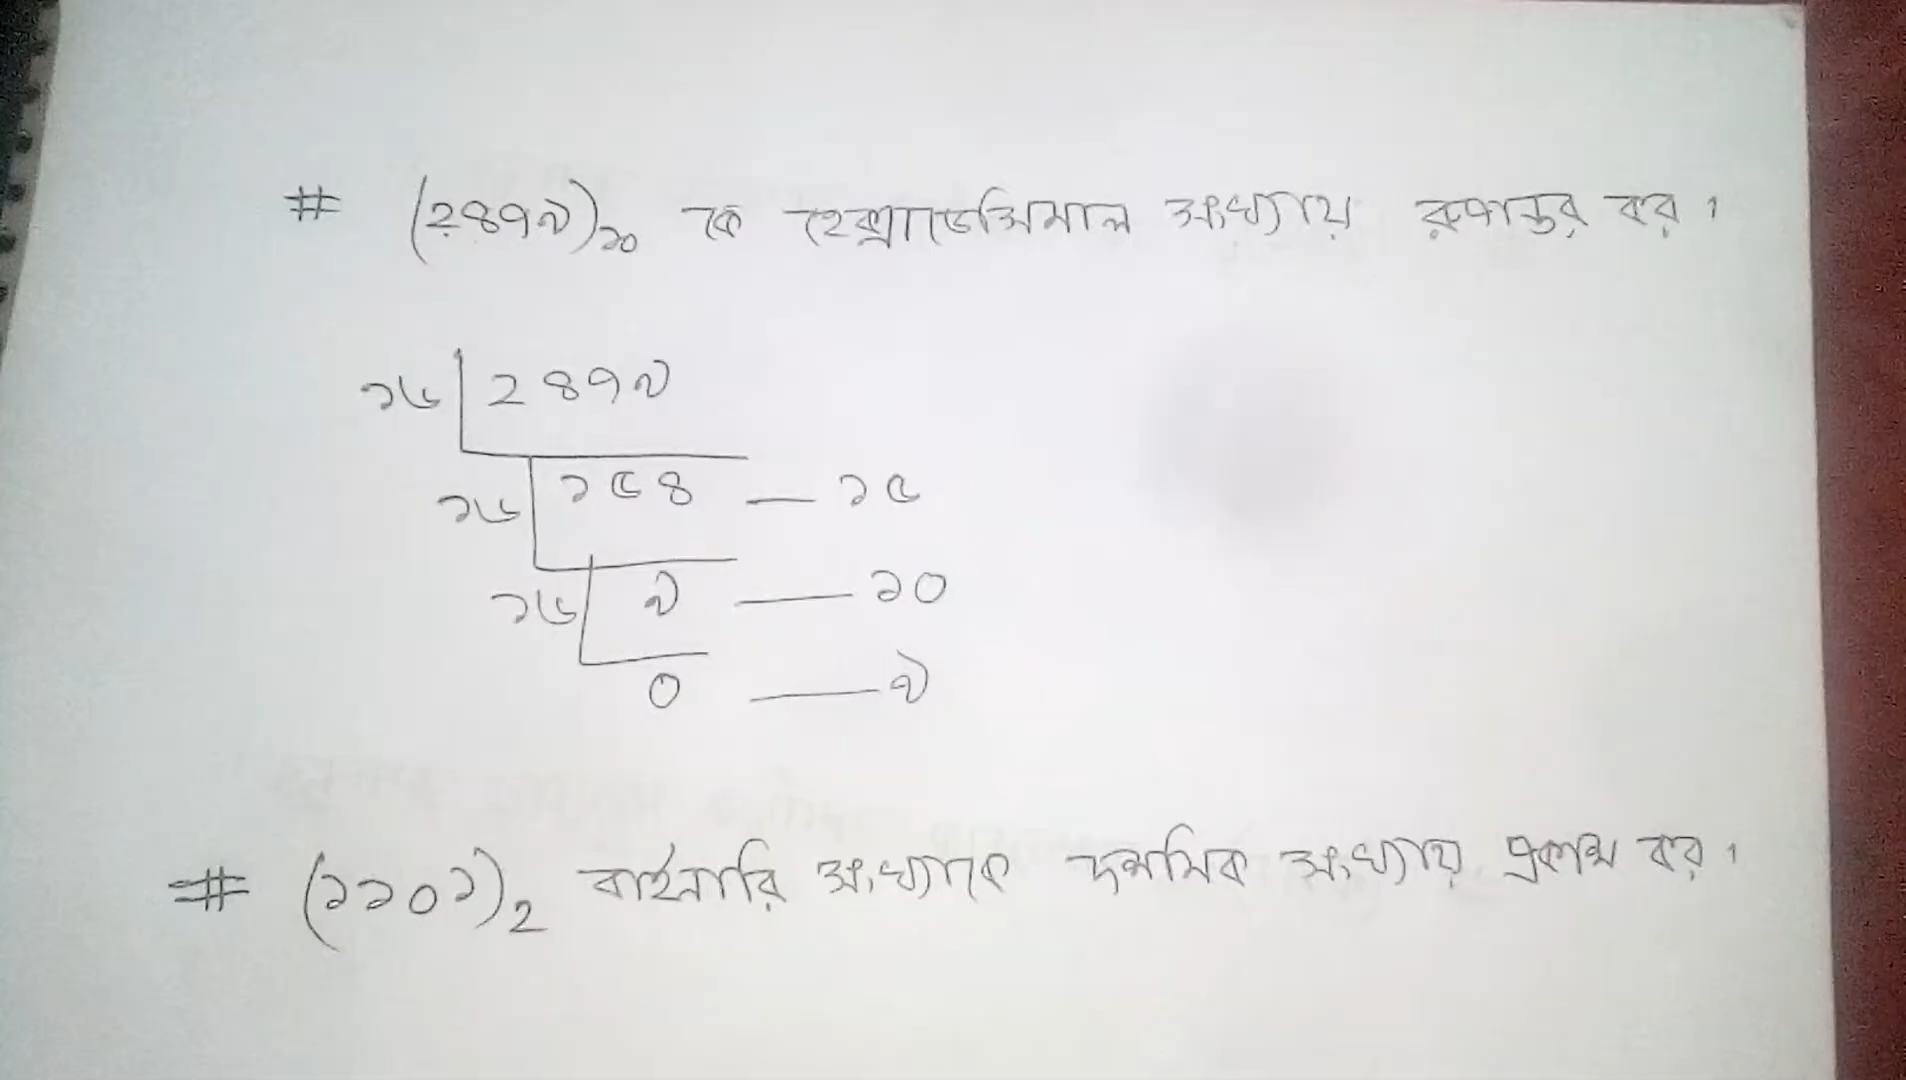 # (২৪৭৯)১০ কে হেক্সাডেসিমাল সংখ্যায় রুপান্তর কর ।
১৬ ২৪৭৯
১৬ ১৫৪ — ১৫
১৬ ৯ — ১০
০ — ৯
# (১১০১)২ বাইনারি সংখ্যাকে দশমিক সংখ্যায় প্রকাশ কর ।